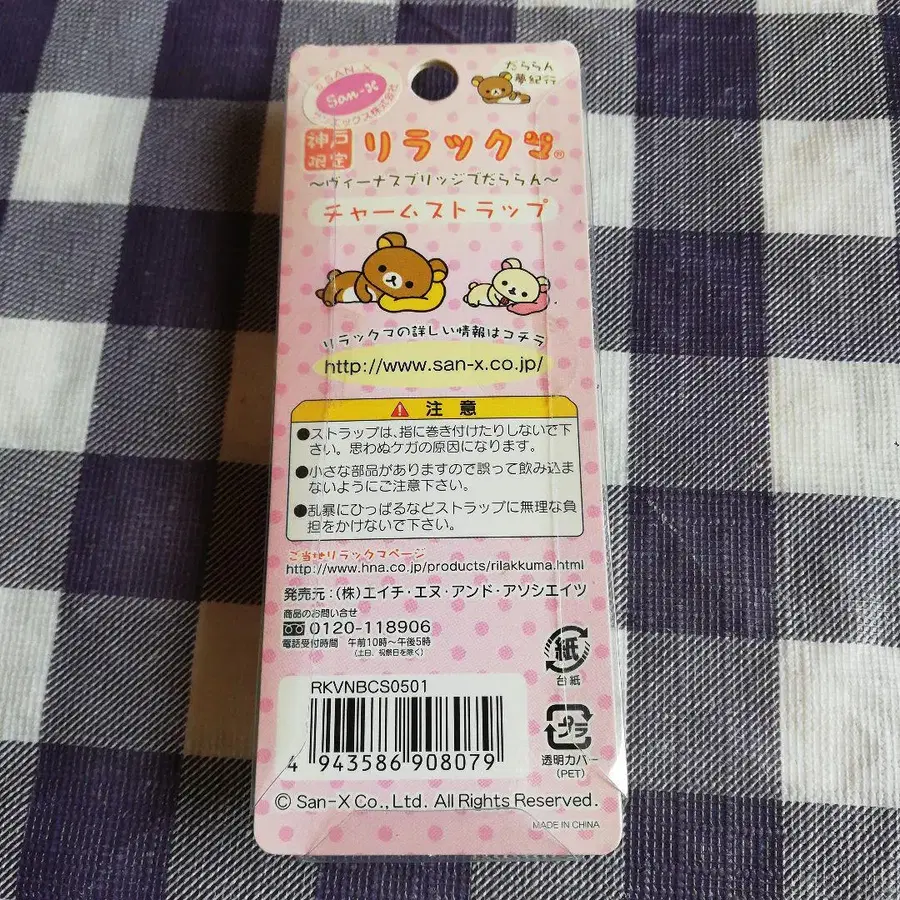 © SAN-X
San-X
サンエックス株式会社
だららん
夢紀行
神戸
限定
リラックマ®
〜ヴィーナスブリッジでだららん〜
チャームストラップ
リラックマの詳しい情報はコチラ
http://www.san-x.co.jp/
注意
●ストラップは、指に巻き付けたりしないで下
さい。思わぬケガの原因になります。
●小さな部品がありますので誤って飲み込ま
ないようにご注意下さい。
●乱暴にひっぱるなどストラップに無理な負
担をかけないで下さい。
ご当地リラックマページ
http://www.hna.co.jp/products/rilakkuma.html
発売元：(株)エイチ・エヌ・アンド・アソシエイツ
商品のお問い合せ
0120-118906
電話受付時間 午前10時〜午後5時
(土日、祝祭日を除く)
紙
台紙
RKVNBCS0501
4 943586 908079
プラ
透明カバー
(PET)
© San-X Co., Ltd. All Rights Reserved.
MADE IN CHINA